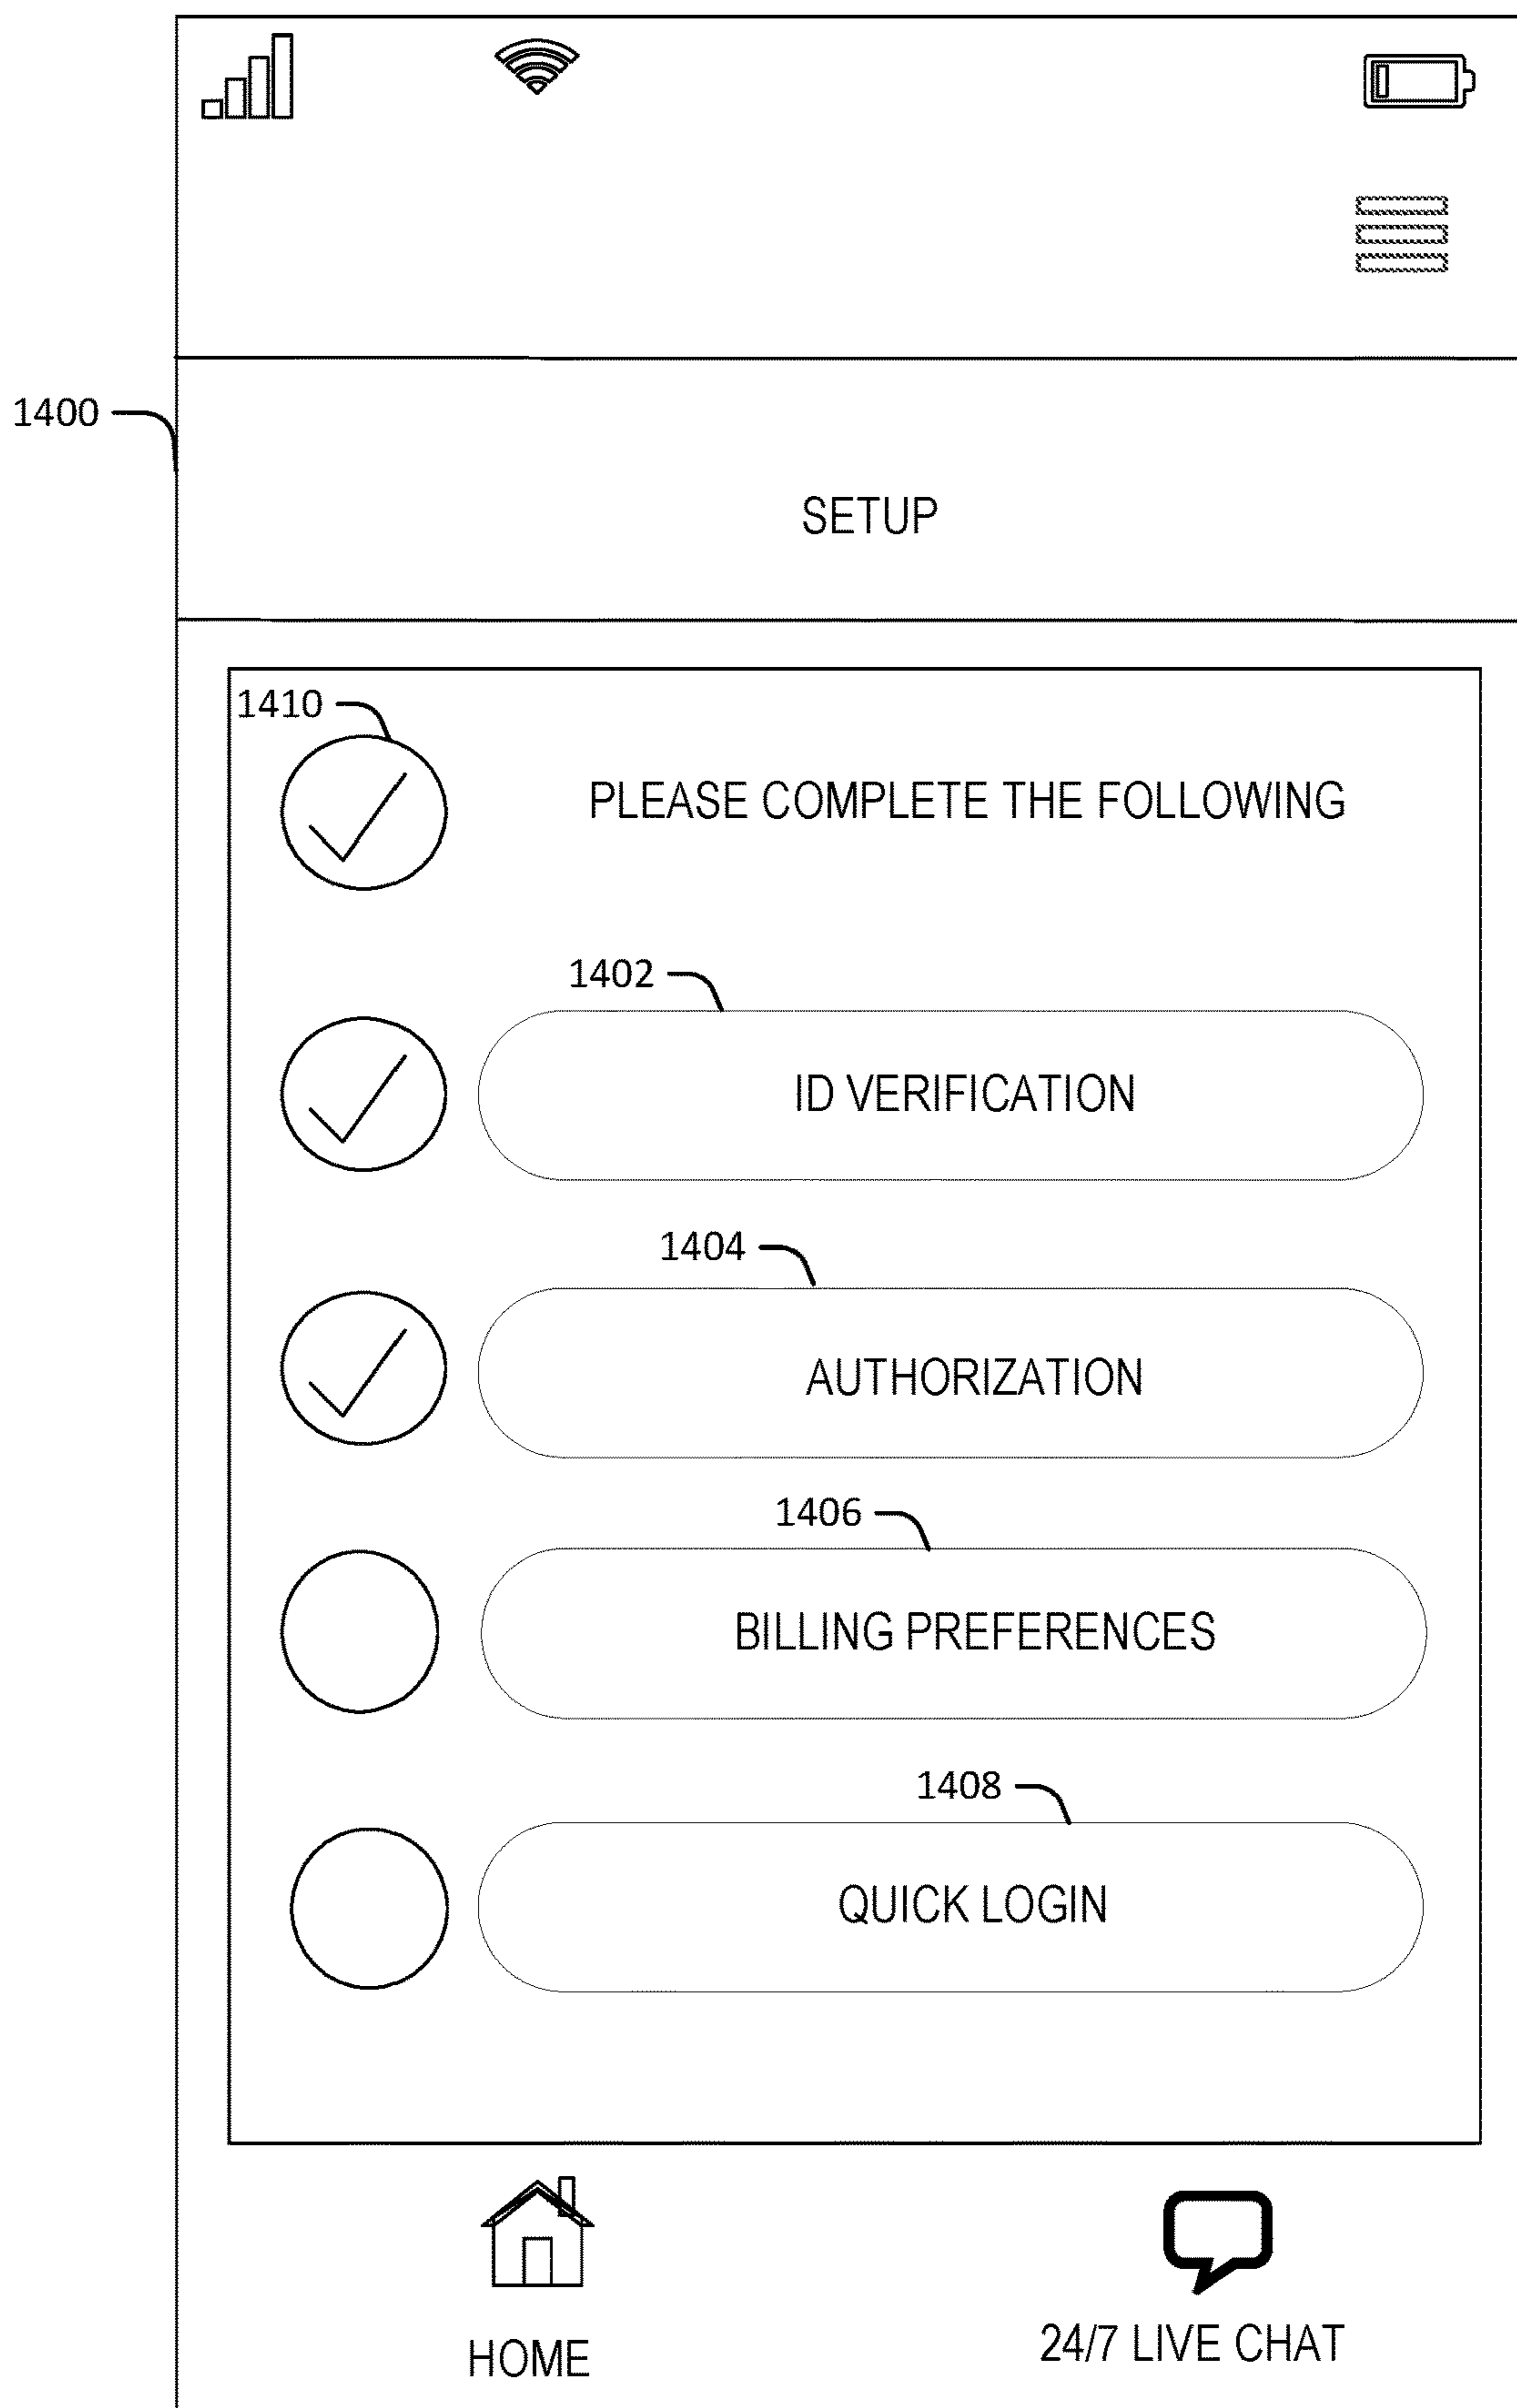 1400
SETUP
1410
PLEASE COMPLETE THE FOLLOWING
1402
ID VERIFICATION
1404
AUTHORIZATION
1406
BILLING PREFERENCES
1408
QUICK LOGIN
HOME
24/7 LIVE CHAT